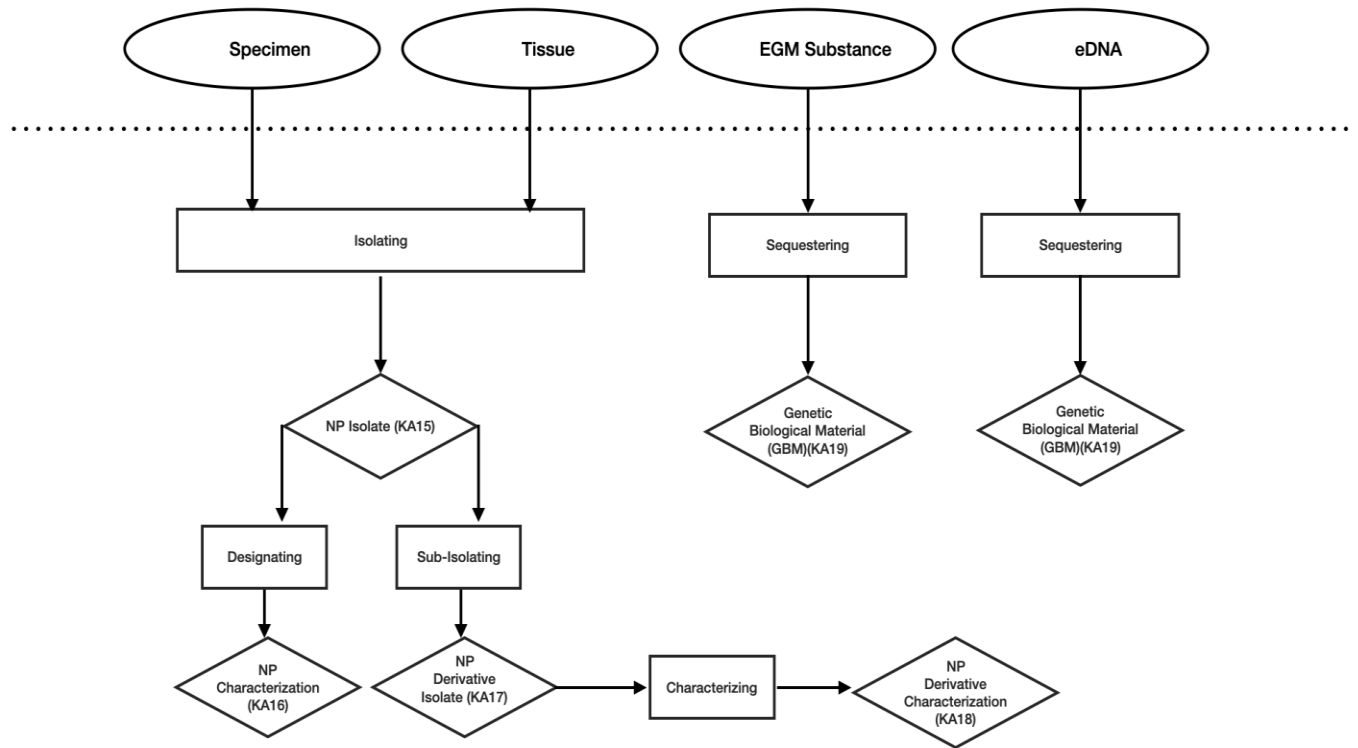 Specimen
Tissue
EGM Substance
eDNA
Isolating
Sequestering
Sequestering
NP Isolate (KA15)
Genetic
Biological Material
(GBM)(KA19)
Genetic
Biological Material
(GBM)(KA19)
Designating
Sub-Isolating
NP
Characterization
(KA16)
NP
Derivative
Isolate (KA17)
Characterizing
NP
Derivative
Characterization
(KA18)